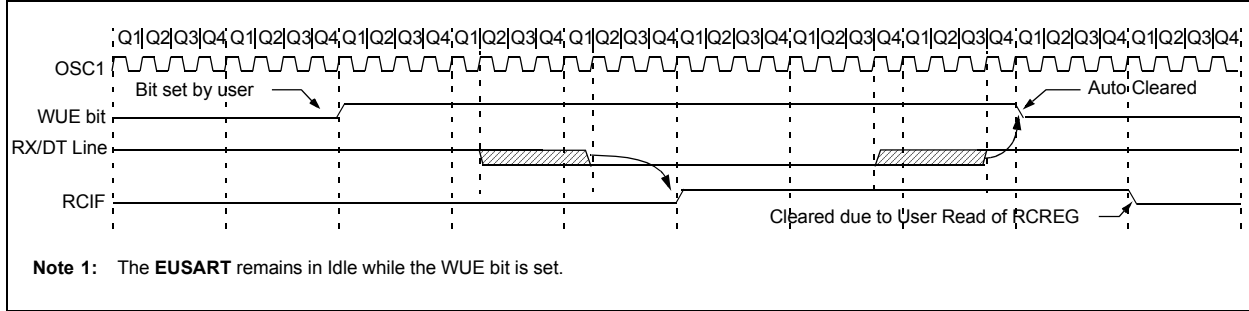 Q1 Q2 Q3 Q4 Q1 Q2 Q3 Q4 Q1 Q2 Q3 Q4 Q1 Q2 Q3 Q4 Q1 Q2 Q3 Q4 Q1 Q2 Q3 Q4 Q1 Q2 Q3 Q4 Q1 Q2 Q3 Q4 Q1 Q2 Q3 Q4 Q1 Q2 Q3 Q4
OSC1
Bit set by user
Auto Cleared
WUE bit
RX/DT Line
RCIF
Cleared due to User Read of RCREG
Note 1: The EUSART remains in Idle while the WUE bit is set.